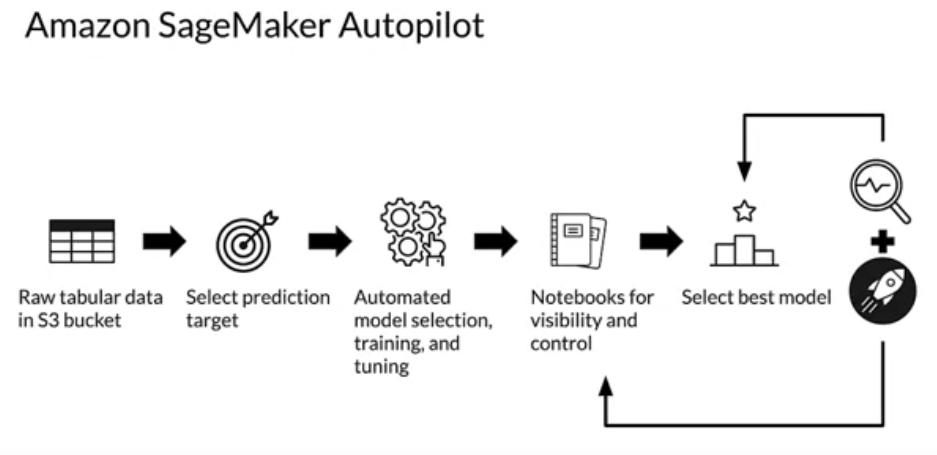 Amazon SageMaker Autopilot
Raw tabular data
in S3 bucket
Select prediction
target
Automated
model selection,
training, and
tuning
Notebooks for
visibility and
control
Select best model